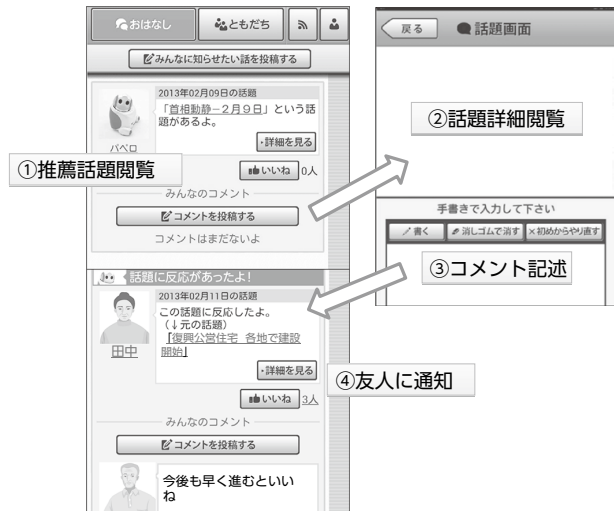 おはなし
ともだち
みんなに知らせたい話を投稿する
2013年02月09日の話題
「首相動静－２月９日」という話
題があるよ。
・詳細を見る
パペロ
①推薦話題閲覧
いいね 0人
みんなのコメント
コメントを投稿する
コメントはまだないよ
話題に反応があったよ！
2013年02月11日の話題
この話題に反応したよ。
（↓元の話題）
「復興公営住宅 各地で建設
開始」
田中
・詳細を見る
いいね 3人
みんなのコメント
コメントを投稿する
今後も早く進むといい
ね
戻る
話題画面
②話題詳細閲覧
手書きで入力して下さい
書く
消しゴムで消す
×初めからやり直す
③コメント記述
④友人に通知